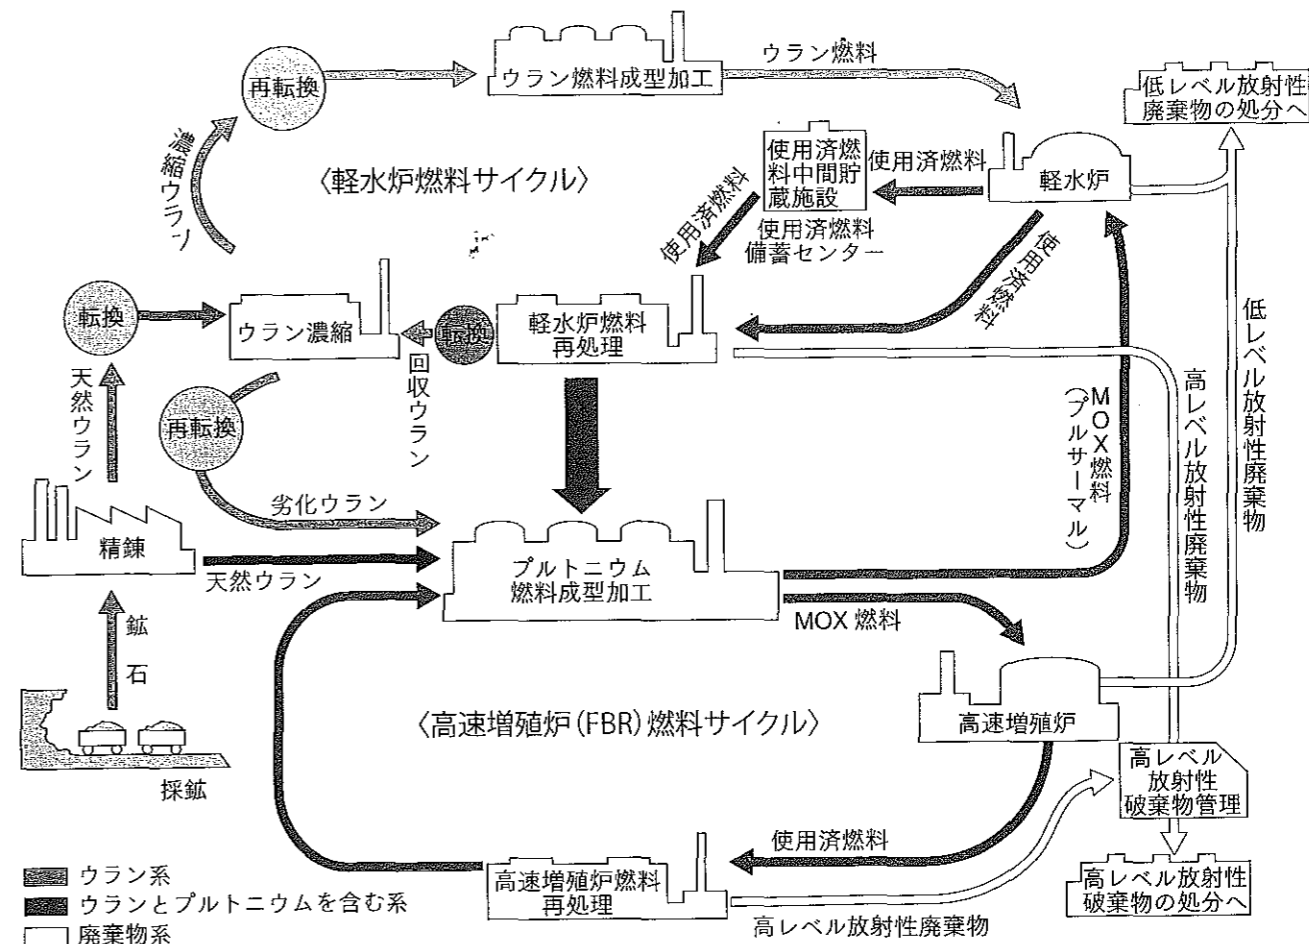 再転換
ウラン燃料成型加工
ウラン燃料
低レベル放射性
廃棄物の処分へ
濃縮ウラン
〈軽水炉燃料サイクル〉
使用済燃
料中間貯
蔵施設
使用済燃料
軽水炉
使用済燃料
使用済燃料
備蓄センター
使用済燃料
転換
ウラン濃縮
転換
軽水炉燃料
再処理
天然ウラン
回収ウラン
再転換
MOX燃料
(プルサーマル)
高レベル放射性廃棄物
低レベル放射性廃棄物
劣化ウラン
精錬
天然ウラン
プルトニウム
燃料成型加工
MOX 燃料
鉱石
採鉱
〈高速増殖炉(FBR)燃料サイクル〉
高速増殖炉
高レベル
放射性
破棄物管理
使用済燃料
高速増殖炉燃料
再処理
高レベル放射性廃棄物
高レベル放射性
破棄物の処分へ
ウラン系
ウランとプルトニウムを含む系
廃棄物系